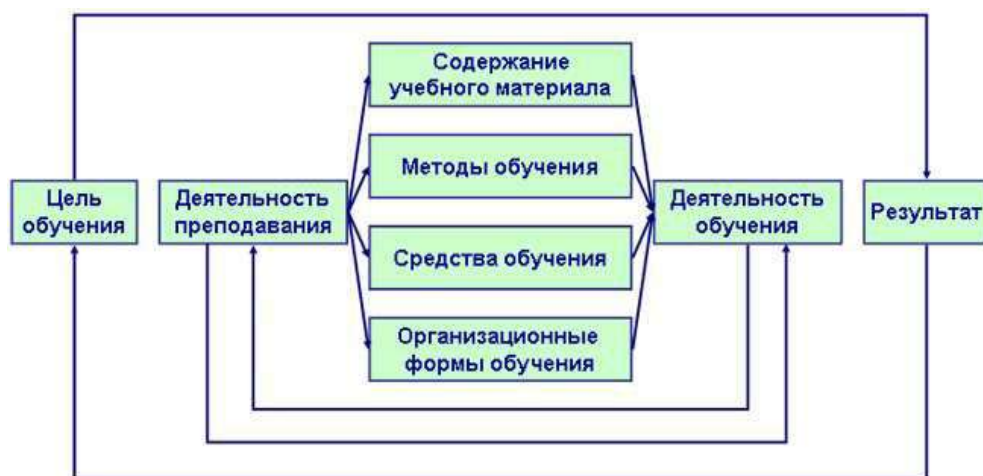 Содержание
учебного материала
Методы обучения
Цель
обучения
Деятельность
преподавания
Деятельность
обучения
Результат
Средства обучения
Организационные
формы обучения